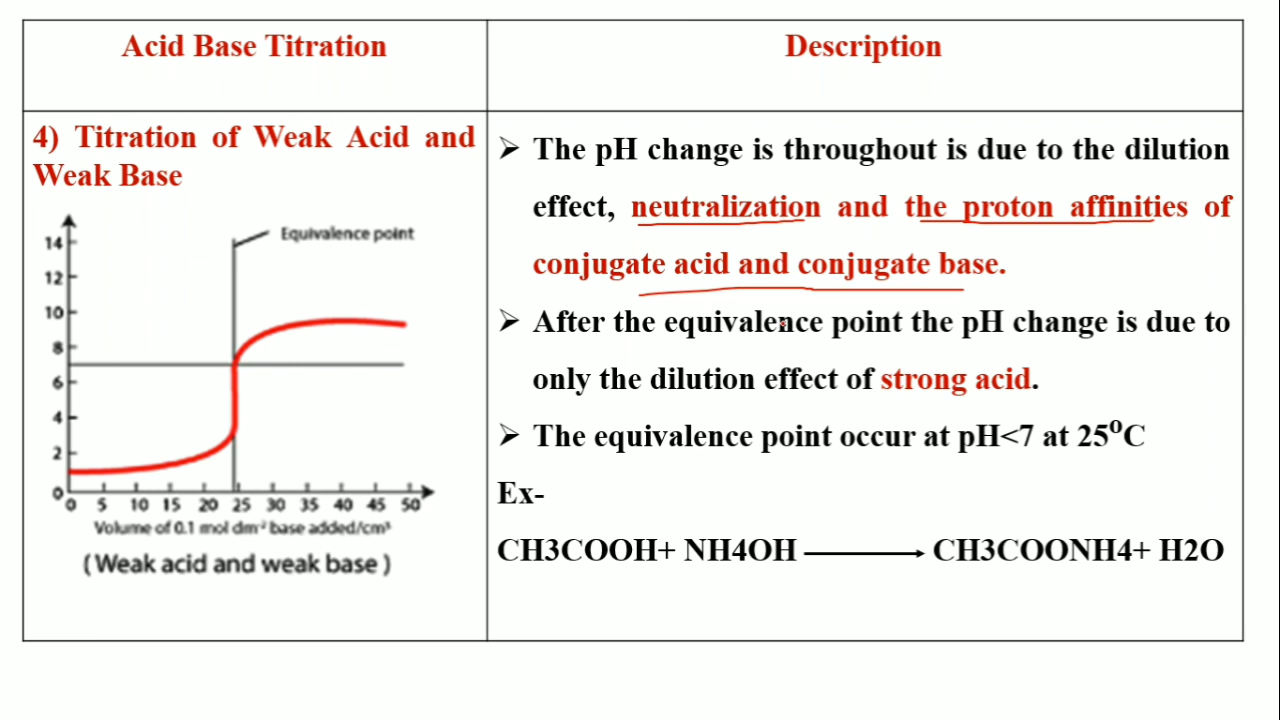 Acid Base Titration
Description
4) Titration of Weak Acid and
Weak Base
Equivalence point
14
12
10
8
6
4
2
0
0 5 10 15 20 25 30 35 40 45 50
Volume of 0.1 mol dm⁻² base added/cm³
(Weak acid and weak base)
➢ The pH change is throughout is due to the dilution
effect, neutralization and the proton affinities of
conjugate acid and conjugate base.
➢ After the equivalence point the pH change is due to
only the dilution effect of strong acid.
➢ The equivalence point occur at pH<7 at 25⁰C
Ex-
CH3COOH+ NH4OH ⟶ CH3COONH4+ H2O